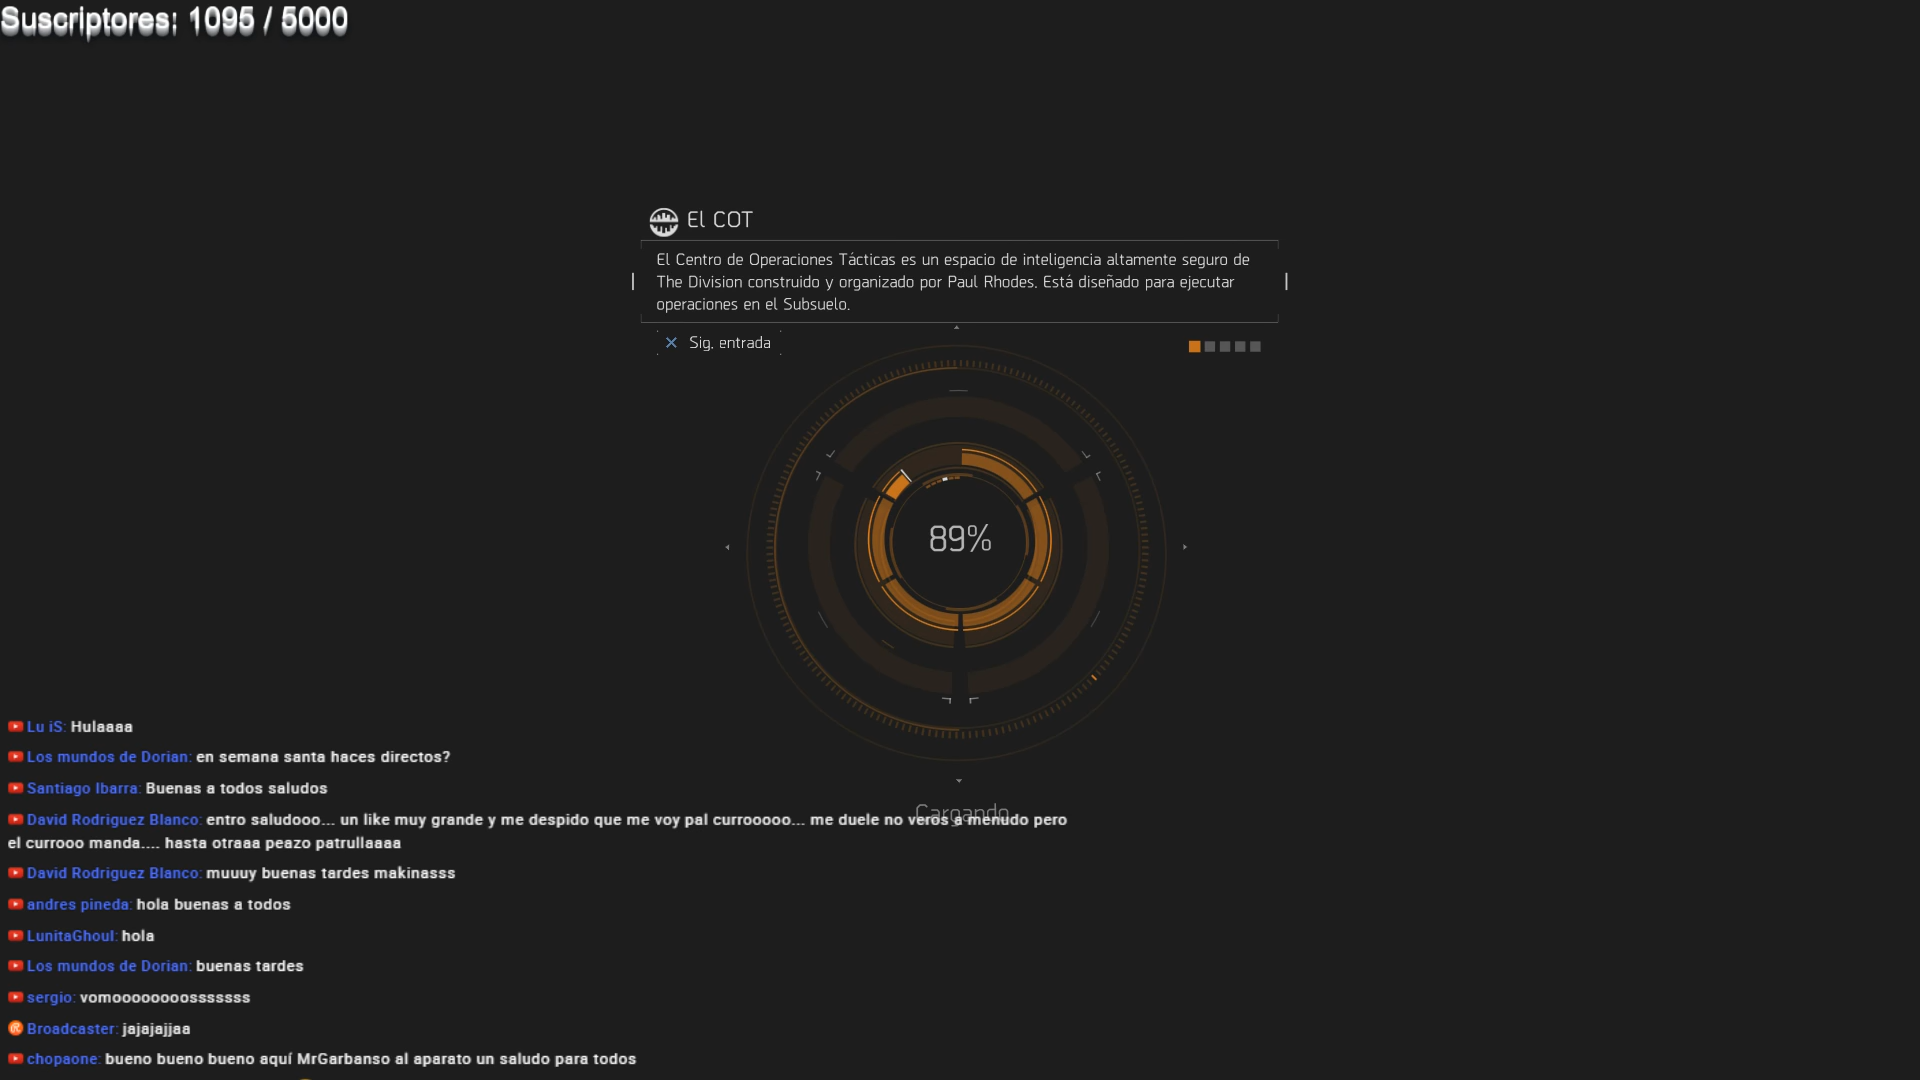 Suscriptores: 1095 / 5000
El COT
El Centro de Operaciones Tácticas es un espacio de inteligencia altamente seguro de
The Division construido y organizado por Paul Rhodes. Está diseñado para ejecutar
operaciones en el Subsuelo.
Sig. entrada
89%
Cargando
Lu iS: Hulaaaa
Los mundos de Dorian: en semana santa haces directos?
Santiago Ibarra: Buenas a todos saludos
David Rodriguez Blanco: entro saludooo... un like muy grande y me despido que me voy pal currooooo... me duele no veros a menudo pero
el currooo manda.... hasta otraaa peazo patrullaaaa
David Rodriguez Blanco: muuuy buenas tardes makinasss
andres pineda: hola buenas a todos
LunitaGhoul: hola
Los mundos de Dorian: buenas tardes
sergio: vomoooooooosssssss
Broadcaster: jajajajjaa
chopaone: bueno bueno bueno aquí MrGarbanso al aparato un saludo para todos